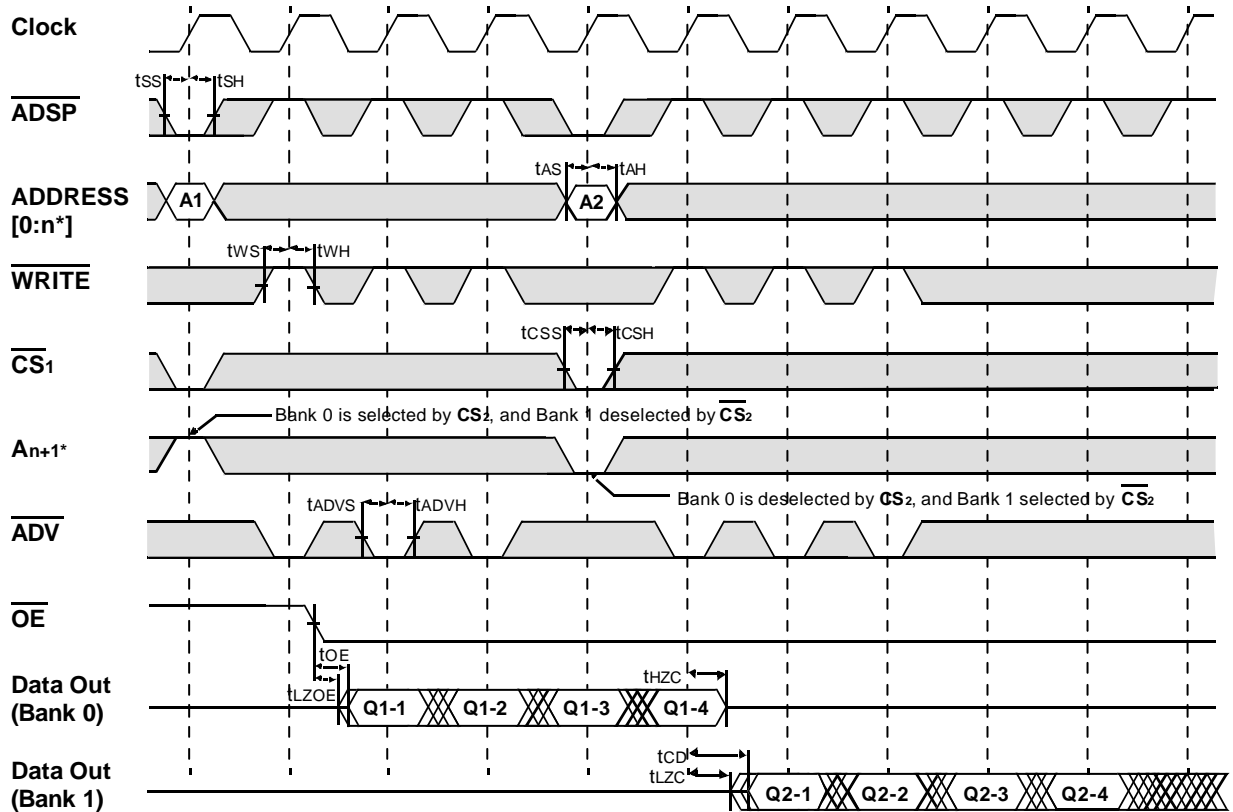 Clock
tSS tSH
ADSP
tAS tAH
ADDRESS
[0:n*]
A1 A2
tWS tWH
WRITE
tCSS tCSH
CS1
Bank 0 is selected by CS2, and Bank 1 deselected by CS2
An+1*
Bank 0 is deselected by CS2, and Bank 1 selected by CS2
tADVS tADVH
ADV
OE
tOE
tLZOE
tHZC
Data Out
(Bank 0)
Q1-1 Q1-2 Q1-3 Q1-4
tCD
tLZC
Data Out
(Bank 1)
Q2-1 Q2-2 Q2-3 Q2-4